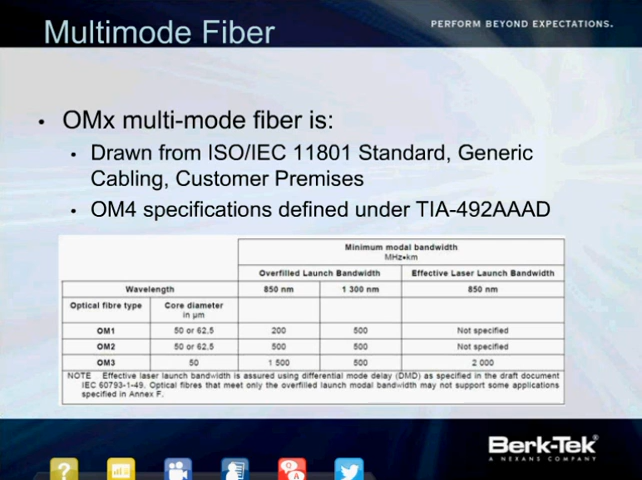 Multimode Fiber
PERFORM BEYOND EXPECTATIONS.
• OMx multi-mode fiber is:
• Drawn from ISO/IEC 11801 Standard, Generic
Cabling, Customer Premises
• OM4 specifications defined under TIA-492AAAD
Minimum modal bandwidth
MHz•km
Overfilled Launch Bandwidth Effective Laser Launch Bandwidth
Wavelength 850 nm 1 300 nm 850 nm
Optical fibre type Core diameter
in µm
OM1 50 or 62.5 200 500 Not specified
OM2 50 or 62.5 500 500 Not specified
OM3 50 1 500 500 2 000
NOTE Effective laser launch bandwidth is assured using differential mode delay (DMD) as specified in the draft document
IEC 60793-1-49. Optical fibres that meet only the overfilled launch modal bandwidth may not support some applications
specified in Annex F.
Berk-Tek®
A NEXANS COMPANY
? Q A